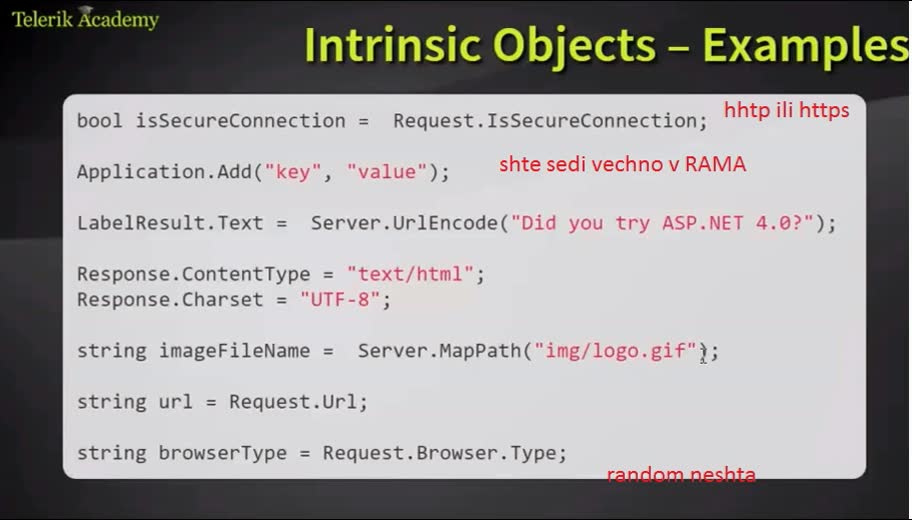 Telerik Academy
Intrinsic Objects – Examples
bool isSecureConnection =  Request.IsSecureConnection; hhtp ili https
Application.Add("key", "value"); shte sedi vechno v RAMA
LabelResult.Text =  Server.UrlEncode("Did you try ASP.NET 4.0?");
Response.ContentType = "text/html";
Response.Charset = "UTF-8";
string imageFileName =  Server.MapPath("img/logo.gif");
string url = Request.Url;
string browserType = Request.Browser.Type;
random neshta